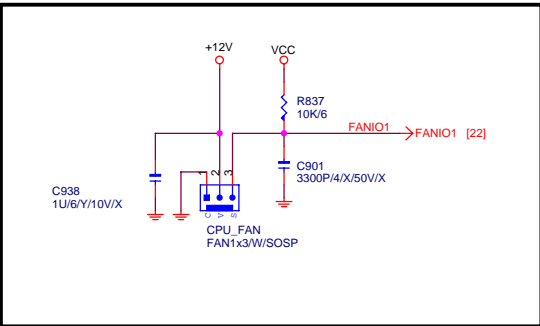 +12V
VCC
R837
10K/6
FANIO1
FANIO1 [22]
C901
3300P/4/X/50V/X
C938
1U/6/Y/10V/X
1
2
3
C
V
S
CPU_FAN
FAN1x3/W/SOSP